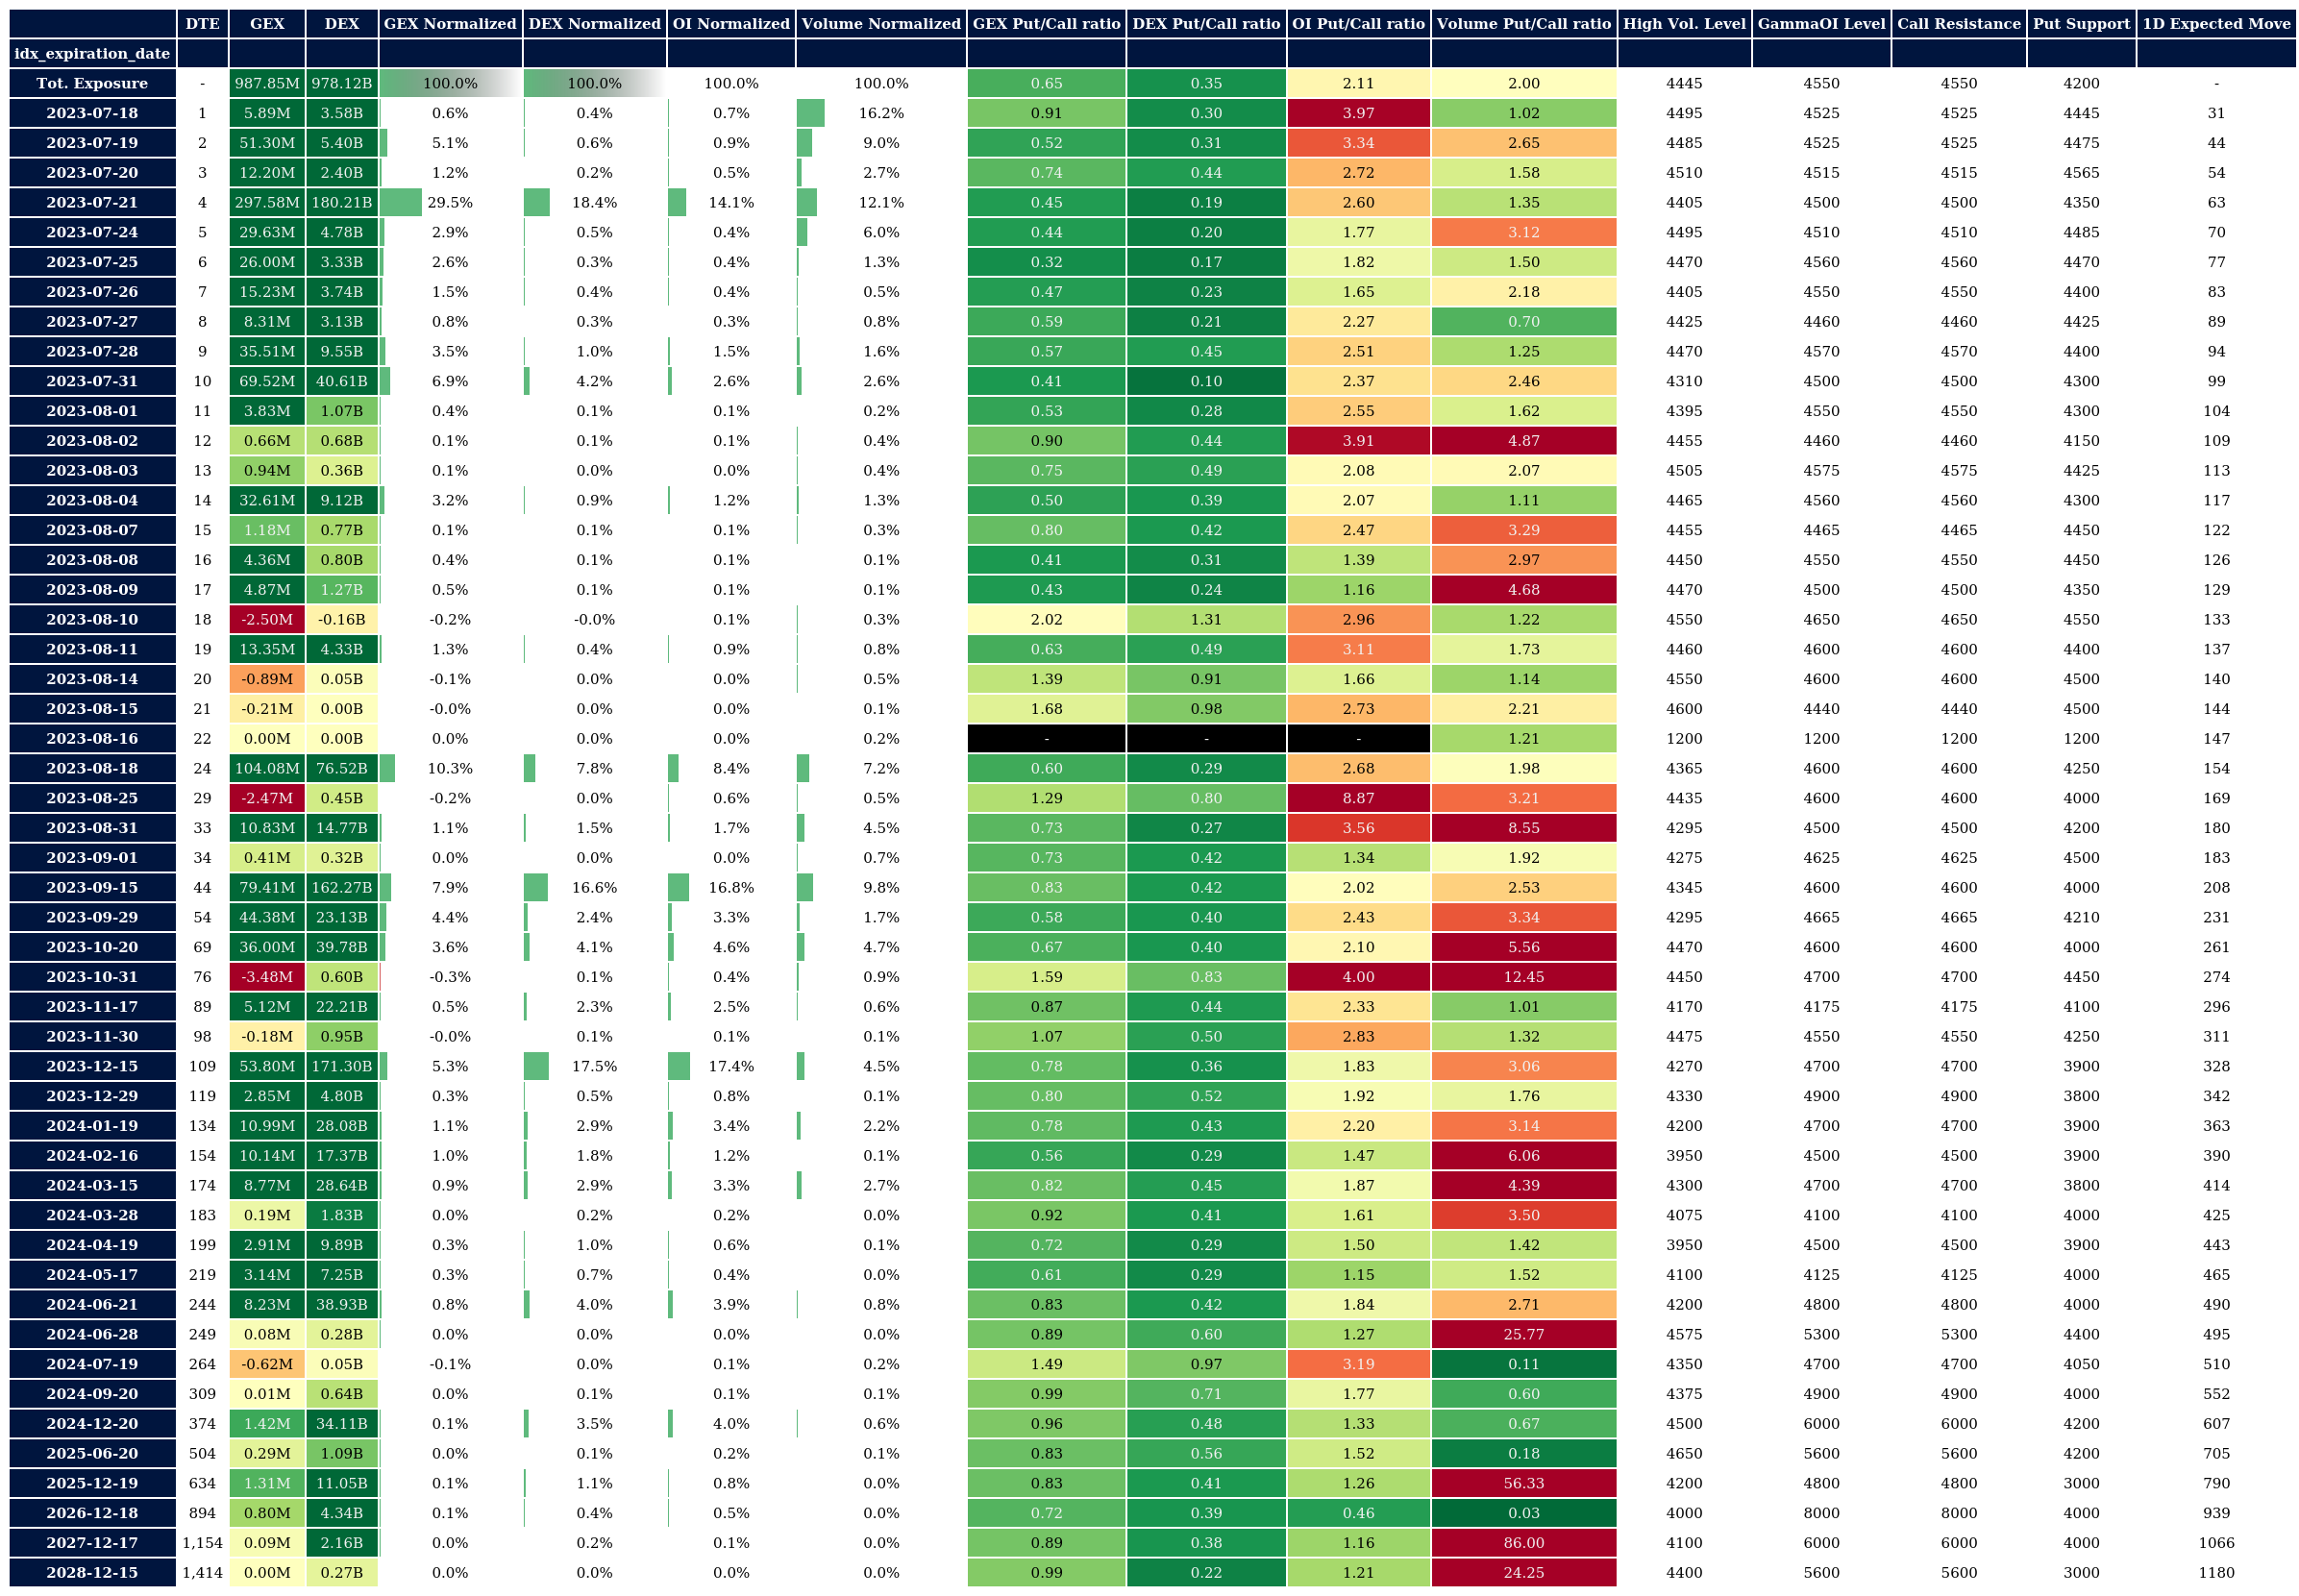 DTE GEX DEX GEX Normalized DEX Normalized OI Normalized Volume Normalized GEX Put/Call ratio DEX Put/Call ratio OI Put/Call ratio Volume Put/Call ratio High Vol. Level GammaOI Level Call Resistance Put Support 1D Expected Move
idx_expiration_date
Tot. Exposure - 987.85M 978.12B 100.0% 100.0% 100.0% 100.0% 0.65 0.35 2.11 2.00 4445 4550 4550 4200 -
2023-07-18 1 5.89M 3.58B 0.6% 0.4% 0.7% 16.2% 0.91 0.30 3.97 1.02 4495 4525 4525 4445 31
2023-07-19 2 51.30M 5.40B 5.1% 0.6% 0.9% 9.0% 0.52 0.31 3.34 2.65 4485 4525 4525 4475 44
2023-07-20 3 12.20M 2.40B 1.2% 0.2% 0.5% 2.7% 0.74 0.44 2.72 1.58 4510 4515 4515 4565 54
2023-07-21 4 297.58M 180.21B 29.5% 18.4% 14.1% 12.1% 0.45 0.19 2.60 1.35 4405 4500 4500 4350 63
2023-07-24 5 29.63M 4.78B 2.9% 0.5% 0.4% 6.0% 0.44 0.20 1.77 3.12 4495 4510 4510 4485 70
2023-07-25 6 26.00M 3.33B 2.6% 0.3% 0.4% 1.3% 0.32 0.17 1.82 1.50 4470 4560 4560 4470 77
2023-07-26 7 15.23M 3.74B 1.5% 0.4% 0.4% 0.5% 0.47 0.23 1.65 2.18 4405 4550 4550 4400 83
2023-07-27 8 8.31M 3.13B 0.8% 0.3% 0.3% 0.8% 0.59 0.21 2.27 0.70 4425 4460 4460 4425 89
2023-07-28 9 35.51M 9.55B 3.5% 1.0% 1.5% 1.6% 0.57 0.45 2.51 1.25 4470 4570 4570 4400 94
2023-07-31 10 69.52M 40.61B 6.9% 4.2% 2.6% 2.6% 0.41 0.10 2.37 2.46 4310 4500 4500 4300 99
2023-08-01 11 3.83M 1.07B 0.4% 0.1% 0.1% 0.2% 0.53 0.28 2.55 1.62 4395 4550 4550 4300 104
2023-08-02 12 0.66M 0.68B 0.1% 0.1% 0.1% 0.4% 0.90 0.44 3.91 4.87 4455 4460 4460 4150 109
2023-08-03 13 0.94M 0.36B 0.1% 0.0% 0.0% 0.4% 0.75 0.49 2.08 2.07 4505 4575 4575 4425 113
2023-08-04 14 32.61M 9.12B 3.2% 0.9% 1.2% 1.3% 0.50 0.39 2.07 1.11 4465 4560 4560 4300 117
2023-08-07 15 1.18M 0.77B 0.1% 0.1% 0.1% 0.3% 0.80 0.42 2.47 3.29 4455 4465 4465 4450 122
2023-08-08 16 4.36M 0.80B 0.4% 0.1% 0.1% 0.1% 0.41 0.31 1.39 2.97 4450 4550 4550 4450 126
2023-08-09 17 4.87M 1.27B 0.5% 0.1% 0.1% 0.1% 0.43 0.24 1.16 4.68 4470 4500 4500 4350 129
2023-08-10 18 -2.50M -0.16B -0.2% -0.0% 0.1% 0.3% 2.02 1.31 2.96 1.22 4550 4650 4650 4550 133
2023-08-11 19 13.35M 4.33B 1.3% 0.4% 0.9% 0.8% 0.63 0.49 3.11 1.73 4460 4600 4600 4400 137
2023-08-14 20 -0.89M 0.05B -0.1% 0.0% 0.0% 0.5% 1.39 0.91 1.66 1.14 4550 4600 4600 4500 140
2023-08-15 21 -0.21M 0.00B -0.0% 0.0% 0.0% 0.1% 1.68 0.98 2.73 2.21 4600 4440 4440 4500 144
2023-08-16 22 0.00M 0.00B 0.0% 0.0% 0.0% 0.2% - - - 1.21 1200 1200 1200 1200 147
2023-08-18 24 104.08M 76.52B 10.3% 7.8% 8.4% 7.2% 0.60 0.29 2.68 1.98 4365 4600 4600 4250 154
2023-08-25 29 -2.47M 0.45B -0.2% 0.0% 0.6% 0.5% 1.29 0.80 8.87 3.21 4435 4600 4600 4000 169
2023-08-31 33 10.83M 14.77B 1.1% 1.5% 1.7% 4.5% 0.73 0.27 3.56 8.55 4295 4500 4500 4200 180
2023-09-01 34 0.41M 0.32B 0.0% 0.0% 0.0% 0.7% 0.73 0.42 1.34 1.92 4275 4625 4625 4500 183
2023-09-15 44 79.41M 162.27B 7.9% 16.6% 16.8% 9.8% 0.83 0.42 2.02 2.53 4345 4600 4600 4000 208
2023-09-29 54 44.38M 23.13B 4.4% 2.4% 3.3% 1.7% 0.58 0.40 2.43 3.34 4295 4665 4665 4210 231
2023-10-20 69 36.00M 39.78B 3.6% 4.1% 4.6% 4.7% 0.67 0.40 2.10 5.56 4470 4600 4600 4000 261
2023-10-31 76 -3.48M 0.60B -0.3% 0.1% 0.4% 0.9% 1.59 0.83 4.00 12.45 4450 4700 4700 4450 274
2023-11-17 89 5.12M 22.21B 0.5% 2.3% 2.5% 0.6% 0.87 0.44 2.33 1.01 4170 4175 4175 4100 296
2023-11-30 98 -0.18M 0.95B -0.0% 0.1% 0.1% 0.1% 1.07 0.50 2.83 1.32 4475 4550 4550 4250 311
2023-12-15 109 53.80M 171.30B 5.3% 17.5% 17.4% 4.5% 0.78 0.36 1.83 3.06 4270 4700 4700 3900 328
2023-12-29 119 2.85M 4.80B 0.3% 0.5% 0.8% 0.1% 0.80 0.52 1.92 1.76 4330 4900 4900 3800 342
2024-01-19 134 10.99M 28.08B 1.1% 2.9% 3.4% 2.2% 0.78 0.43 2.20 3.14 4200 4700 4700 3900 363
2024-02-16 154 10.14M 17.37B 1.0% 1.8% 1.2% 0.1% 0.56 0.29 1.47 6.06 3950 4500 4500 3900 390
2024-03-15 174 8.77M 28.64B 0.9% 2.9% 3.3% 2.7% 0.82 0.45 1.87 4.39 4300 4700 4700 3800 414
2024-03-28 183 0.19M 1.83B 0.0% 0.2% 0.2% 0.0% 0.92 0.41 1.61 3.50 4075 4100 4100 4000 425
2024-04-19 199 2.91M 9.89B 0.3% 1.0% 0.6% 0.1% 0.72 0.29 1.50 1.42 3950 4500 4500 3900 443
2024-05-17 219 3.14M 7.25B 0.3% 0.7% 0.4% 0.0% 0.61 0.29 1.15 1.52 4100 4125 4125 4000 465
2024-06-21 244 8.23M 38.93B 0.8% 4.0% 3.9% 0.8% 0.83 0.42 1.84 2.71 4200 4800 4800 4000 490
2024-06-28 249 0.08M 0.28B 0.0% 0.0% 0.0% 0.0% 0.89 0.60 1.27 25.77 4575 5300 5300 4400 495
2024-07-19 264 -0.62M 0.05B -0.1% 0.0% 0.1% 0.2% 1.49 0.97 3.19 0.11 4350 4700 4700 4050 510
2024-09-20 309 0.01M 0.64B 0.0% 0.1% 0.1% 0.1% 0.99 0.71 1.77 0.60 4375 4900 4900 4000 552
2024-12-20 374 1.42M 34.11B 0.1% 3.5% 4.0% 0.6% 0.96 0.48 1.33 0.67 4500 6000 6000 4200 607
2025-06-20 504 0.29M 1.09B 0.0% 0.1% 0.2% 0.1% 0.83 0.56 1.52 0.18 4650 5600 5600 4200 705
2025-12-19 634 1.31M 11.05B 0.1% 1.1% 0.8% 0.0% 0.83 0.41 1.26 56.33 4200 4800 4800 3000 790
2026-12-18 894 0.80M 4.34B 0.1% 0.4% 0.5% 0.0% 0.72 0.39 0.46 0.03 4000 8000 8000 4000 939
2027-12-17 1,154 0.09M 2.16B 0.0% 0.2% 0.1% 0.0% 0.89 0.38 1.16 86.00 4100 6000 6000 4000 1066
2028-12-15 1,414 0.00M 0.27B 0.0% 0.0% 0.0% 0.0% 0.99 0.22 1.21 24.25 4400 5600 5600 3000 1180